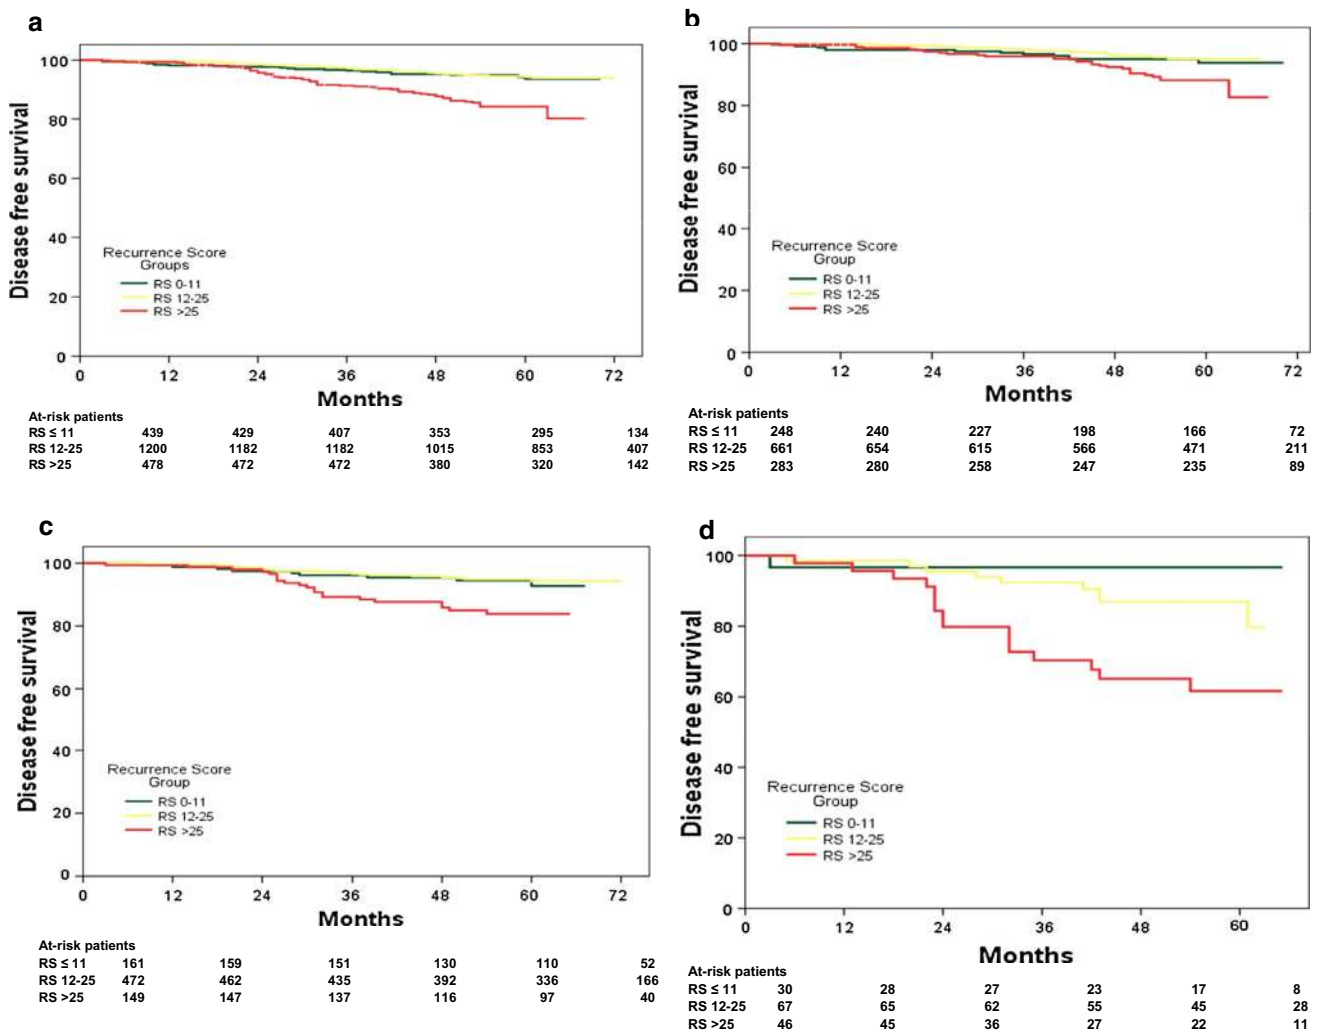 a
Disease free survival
100
80
60
40
20
0
Recurrence Score
Groups
RS 0-11
RS 12-25
RS >25
0 12 24 36 48 60 72
Months
At-risk patients
RS ≤ 11 439 429 407 353 295 134
RS 12-25 1200 1182 1182 1015 853 407
RS >25 478 472 472 380 320 142
b
Disease free survival
100
80
60
40
20
0
Recurrence Score
Group
RS 0-11
RS 12-25
RS >25
0 12 24 36 48 60 72
Months
At-risk patients
RS ≤ 11 248 240 227 198 166 72
RS 12-25 661 654 615 566 471 211
RS >25 283 280 258 247 235 89
c
Disease free survival
100
80
60
40
20
0
Recurrence Score
Group
RS 0-11
RS 12-25
RS >25
0 12 24 36 48 60 72
Months
At-risk patients
RS ≤ 11 161 159 151 130 110 52
RS 12-25 472 462 435 392 336 166
RS >25 149 147 137 116 97 40
d
Disease free survival
100
80
60
40
20
0
Recurrence Score
Group
RS 0-11
RS 12-25
RS >25
0 12 24 36 48 60
Months
At-risk patients
RS ≤ 11 30 28 27 23 17 8
RS 12-25 67 65 62 55 45 28
RS >25 46 45 36 27 22 11